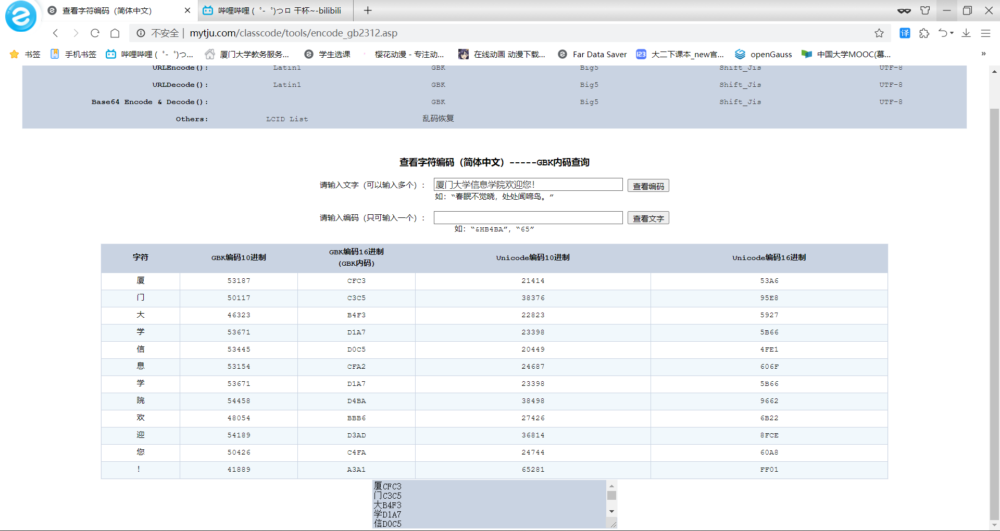 查看字符编码（简体中文）
哔哩哔哩 (゜-゜)つロ 干杯~-bilibili
不安全 | mytju.com/classcode/tools/encode_gb2312.asp
译
书签 手机书签 哔哩哔哩 (゜-゜)つ... 厦门大学教务服务... 学生选课 樱花动漫 - 专注动... 在线动画 动漫下载... Far Data Saver 123 大二下课本_new官... openGauss 中国大学MOOC(慕... »
URLEncode(): Latin1 GBK Big5 Shift_Jis UTF-8
URLDecode(): Latin1 GBK Big5 Shift_Jis UTF-8
Base64 Encode & Decode(): GBK Big5 Shift_Jis UTF-8
Others: LCID List 乱码恢复
查看字符编码（简体中文）-----GBK内码查询
请输入文字（可以输入多个）： 厦门大学信息学院欢迎您！ 查看编码
如：“春眠不觉晓，处处闻啼鸟。”
请输入编码（只可输入一个）： 查看文字
如：“&HB4BA”，“65”
字符 GBK编码10进制 GBK编码16进制 Unicode编码10进制 Unicode编码16进制
(GBK内码)
厦 53187 CFC3 21414 53A6
门 50117 C3C5 38376 95E8
大 46323 B4F3 22823 5927
学 53671 D1A7 23398 5B66
信 53445 D0C5 20449 4FE1
息 53154 CFA2 24687 606F
学 53671 D1A7 23398 5B66
院 54458 D4BA 38498 9662
欢 48054 BBB6 27426 6B22
迎 54189 D3AD 36814 8FCE
您 50426 C4FA 24744 60A8
！ 41889 A3A1 65281 FF01
厦CFC3
门C3C5
大B4F3
学D1A7
信D0C5